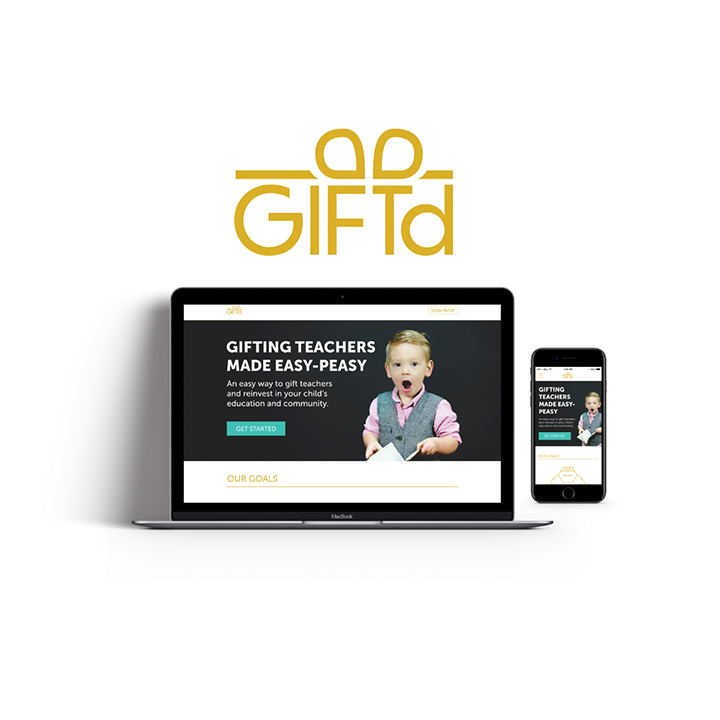 GIFTd
GIFTd
SIGN IN/UP
GIFTING TEACHERS
MADE EASY-PEASY
An easy way to gift teachers
and reinvest in your child's
education and community.
GET STARTED
OUR GOALS
MacBook
GIFTING
TEACHERS
MADE EASY-
PEASY
An easy way to gift teachers
and reinvest in your child's
education and community.
GET STARTED
OUR GOALS